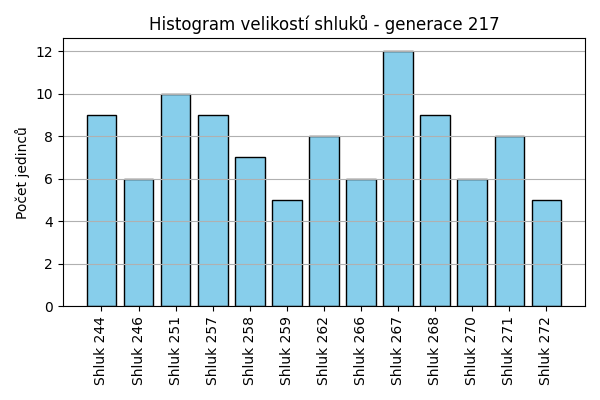 Histogram velikostí shluků - generace 217
Počet jedinců
12
10
8
6
4
2
0
Shluk 244
Shluk 246
Shluk 251
Shluk 257
Shluk 258
Shluk 259
Shluk 262
Shluk 266
Shluk 267
Shluk 268
Shluk 270
Shluk 271
Shluk 272